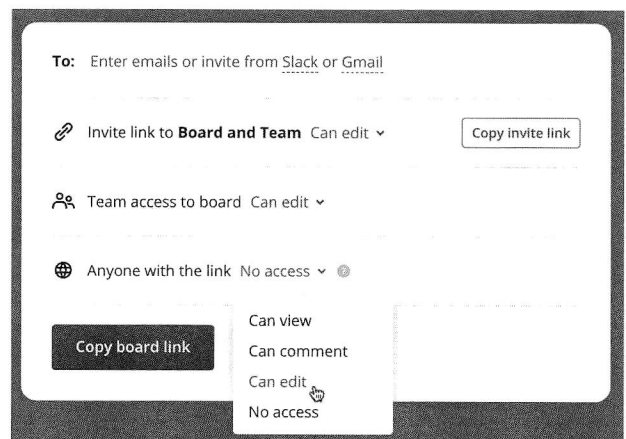 To: Enter emails or invite from Slack or Gmail
Invite link to Board and Team Can edit Copy invite link
Team access to board Can edit
Anyone with the link No access ?
Can view
Copy board link
Can comment
Can edit
No access